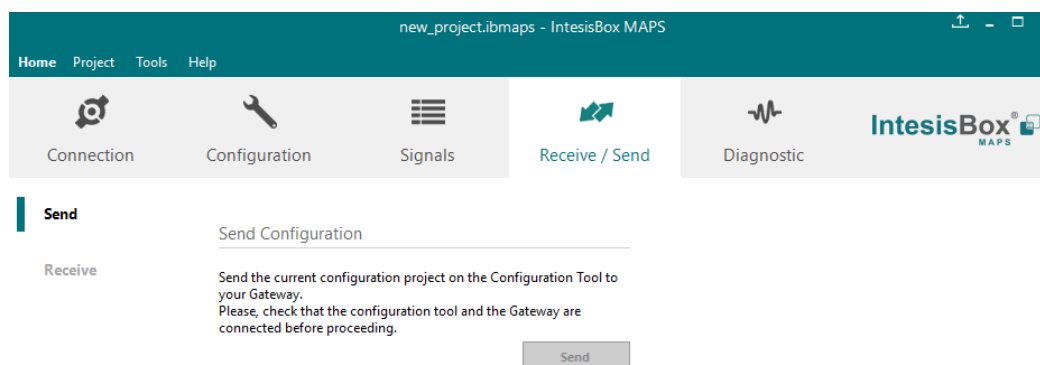 new_project.ibmaps - IntesisBox MAPS
Home Project Tools Help
Connection Configuration Signals Receive / Send Diagnostic
IntesisBox®
MAPS
Send
Send Configuration
Receive
Send the current configuration project on the Configuration Tool to
your Gateway.
Please, check that the configuration tool and the Gateway are
connected before proceeding.
Send